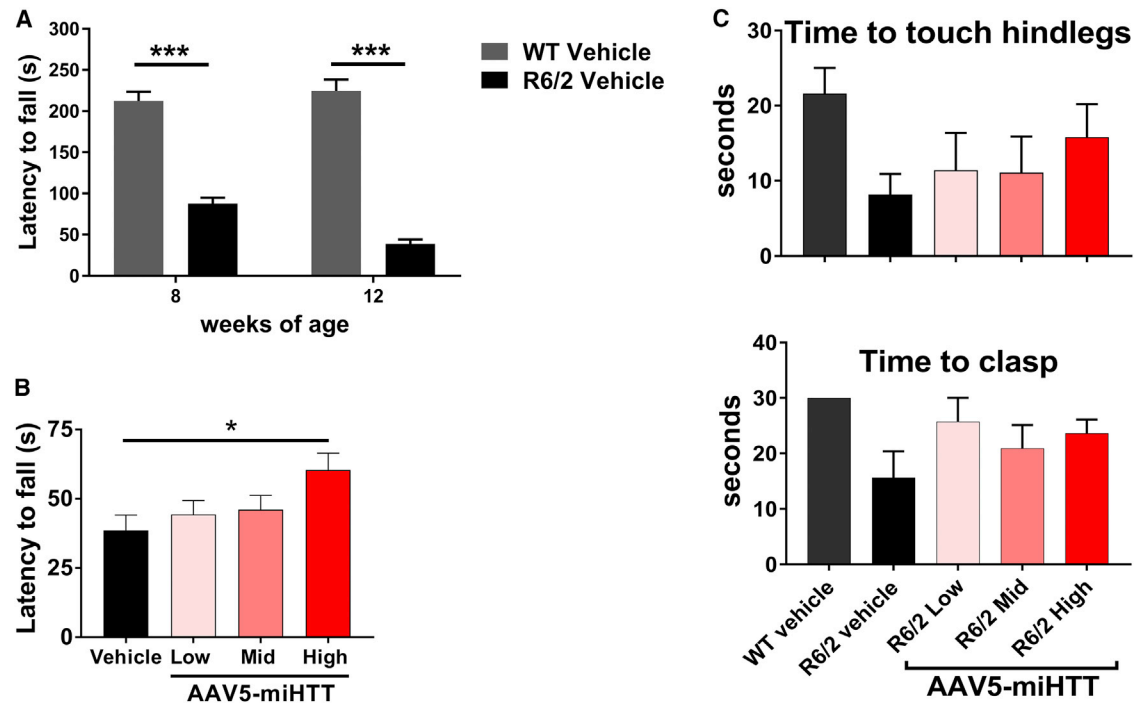 A
300
250
200
150
100
50
0
Latency to fall (s)
***
***
8
12
weeks of age
WT Vehicle
R6/2 Vehicle
B
75
50
25
0
Latency to fall (s)
*
Vehicle Low Mid High
AAV5-miHTT
C
Time to touch hindlegs
30
20
10
0
seconds
Time to clasp
40
30
20
10
0
seconds
WT vehicle
R6/2 vehicle
R6/2 Low
R6/2 Mid
R6/2 High
AAV5-miHTT